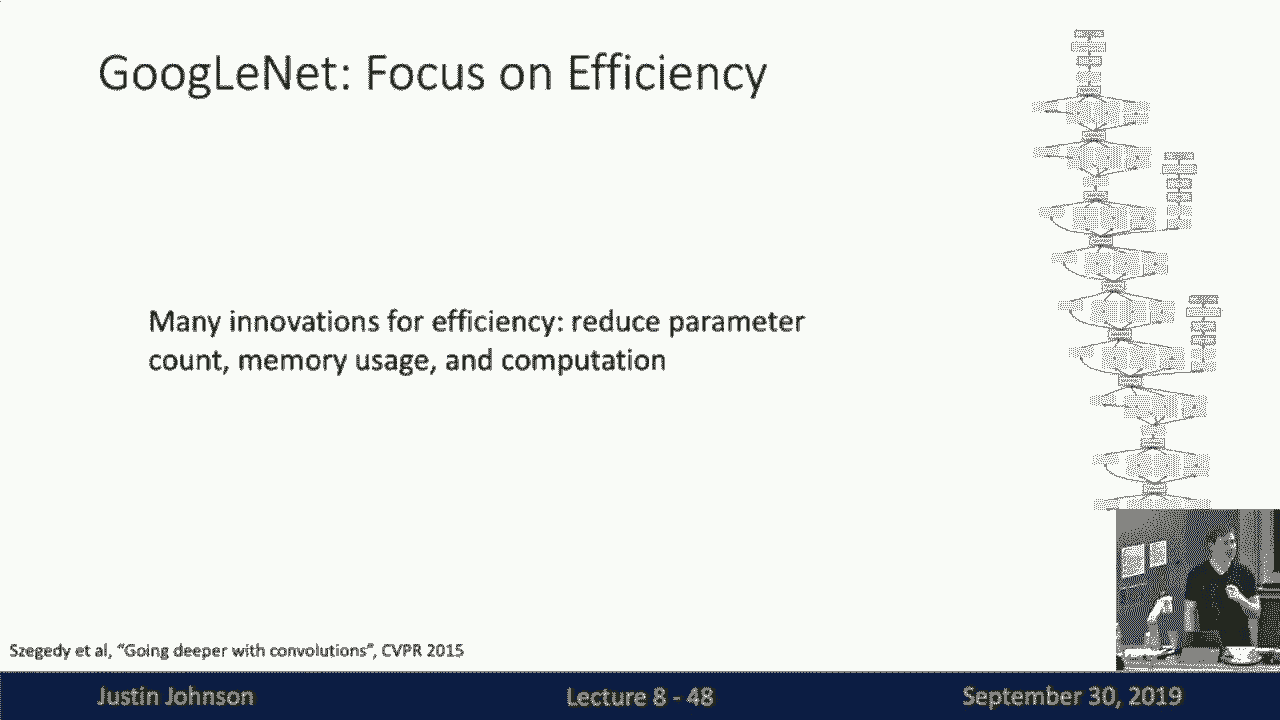 GoogLeNet: Focus on Efficiency
Many innovations for efficiency: reduce parameter
count, memory usage, and computation
Szegedy et al, “Going deeper with convolutions”, CVPR 2015
Justin Johnson
Lecture 8 - 48
September 30, 2019